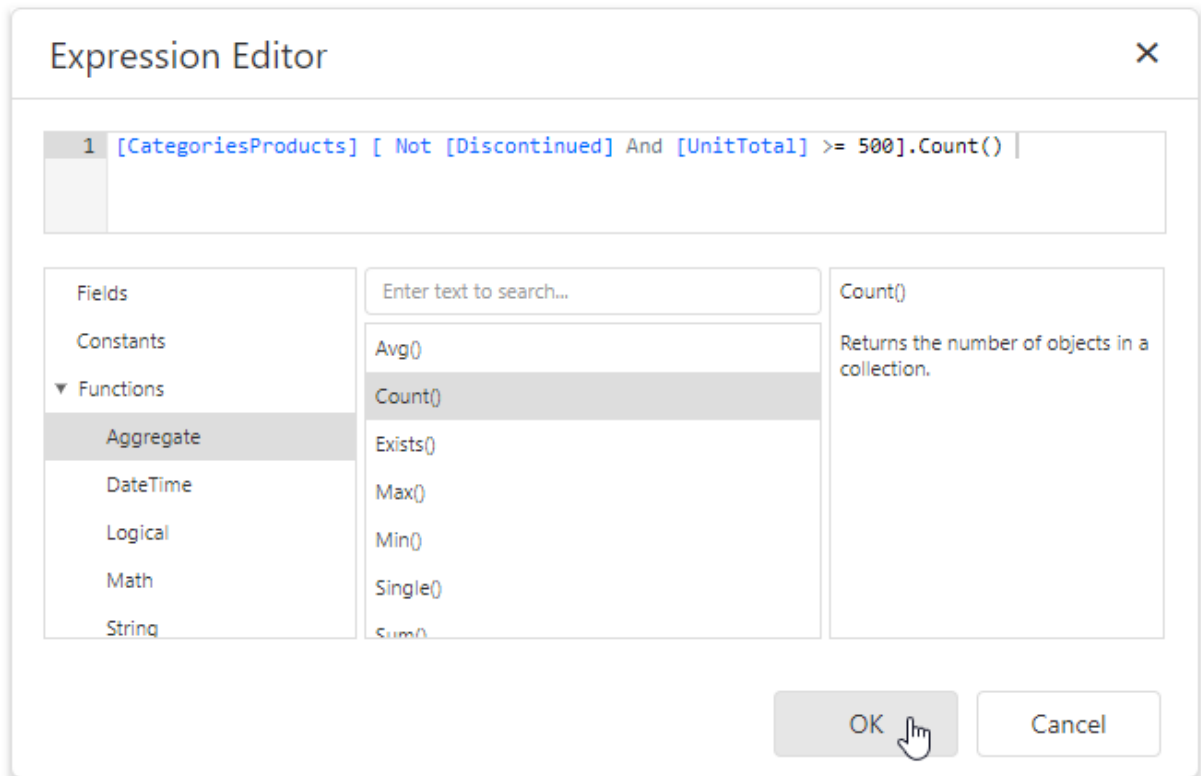 Expression Editor
1 [CategoriesProducts] [ Not [Discontinued] And [UnitTotal] >= 500].Count()
Fields
Constants
Functions
Aggregate
DateTime
Logical
Math
String
Enter text to search...
Avg()
Count()
Exists()
Max()
Min()
Single()
Sum()
Count()
Returns the number of objects in a
collection.
OK
Cancel